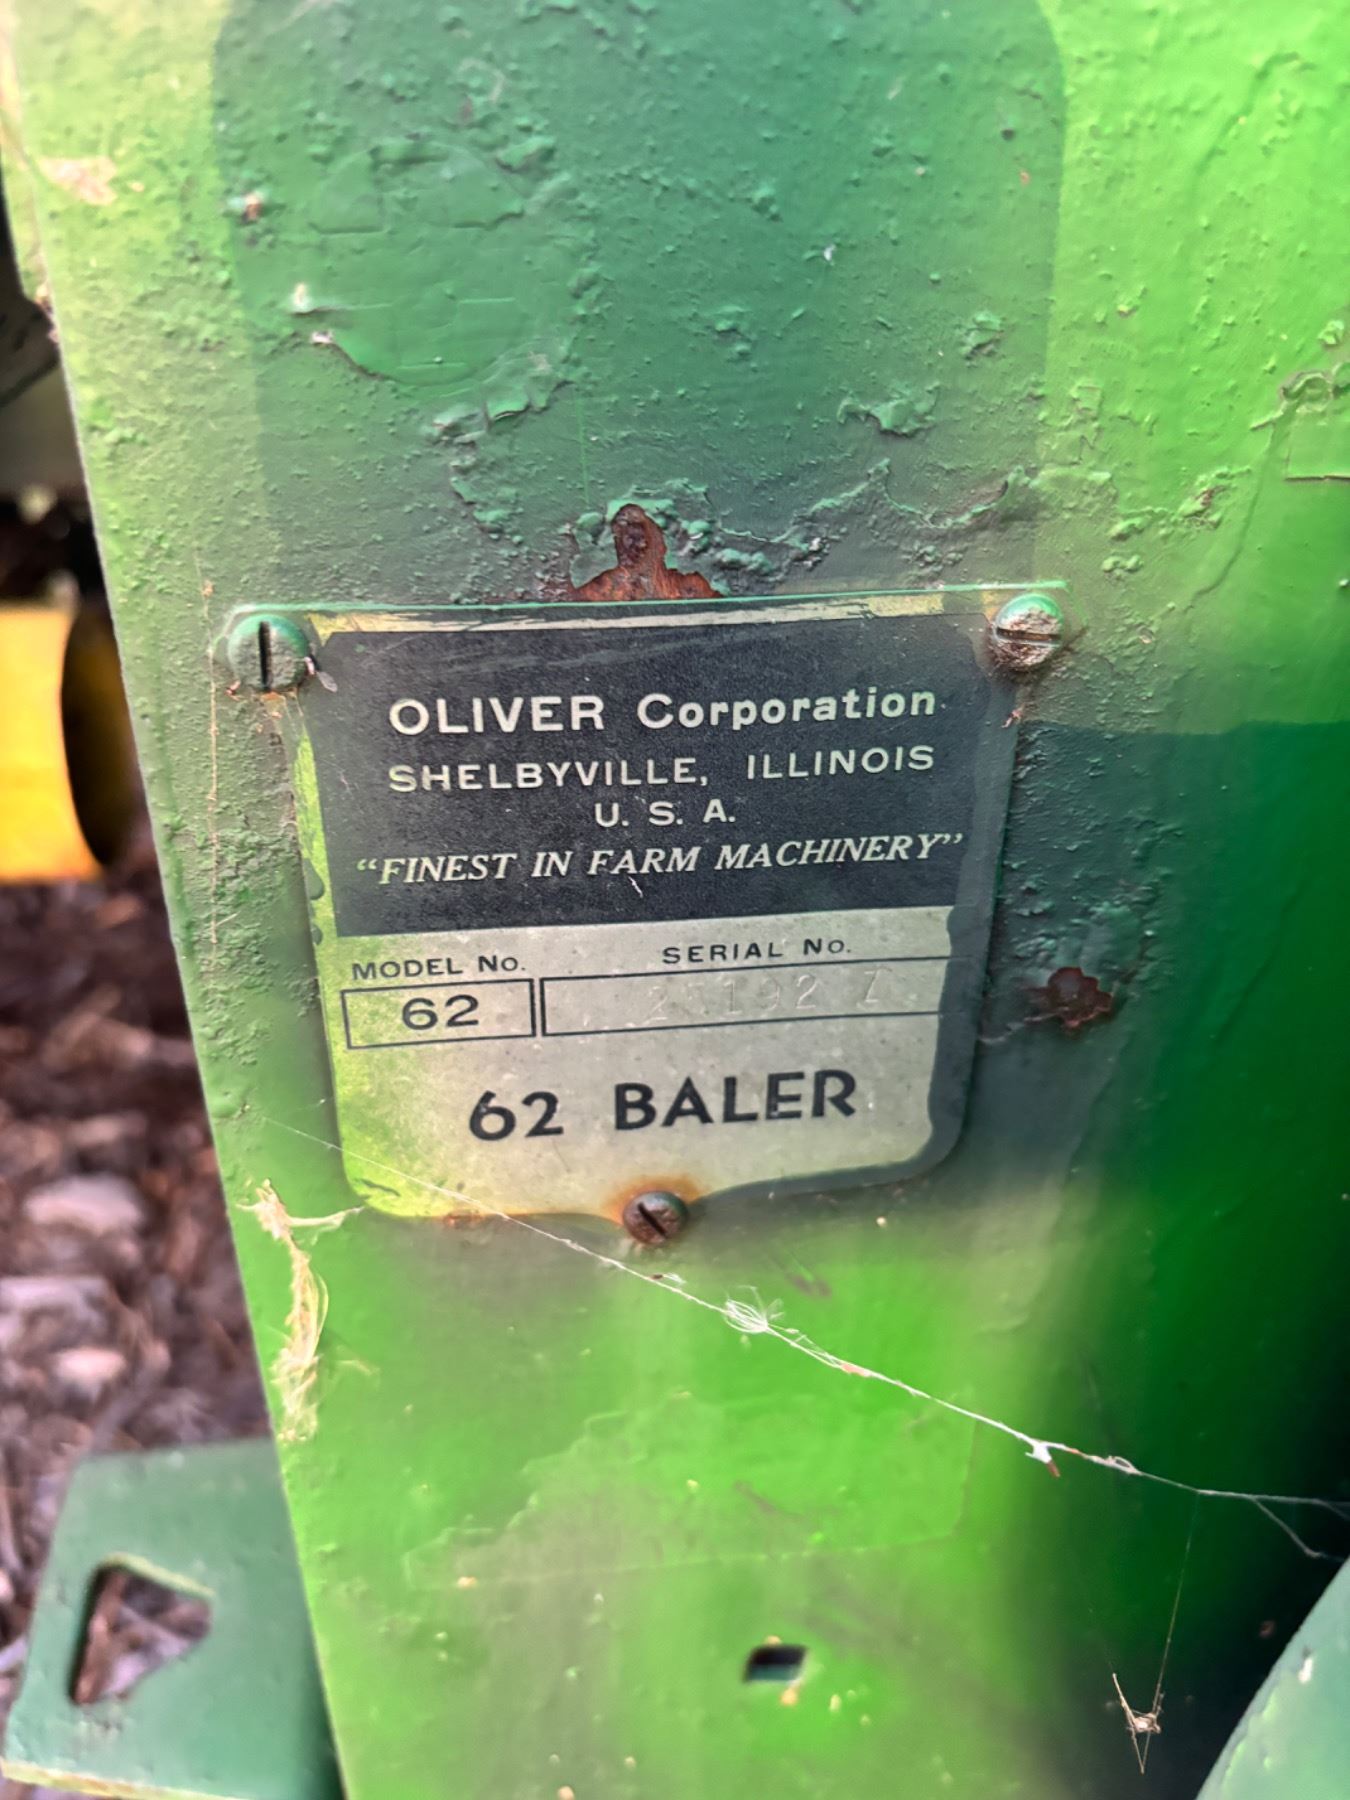 OLIVER Corporation
SHELBYVILLE, ILLINOIS
U. S. A.
"FINEST IN FARM MACHINERY"
MODEL No. SERIAL No.
62
62 BALER